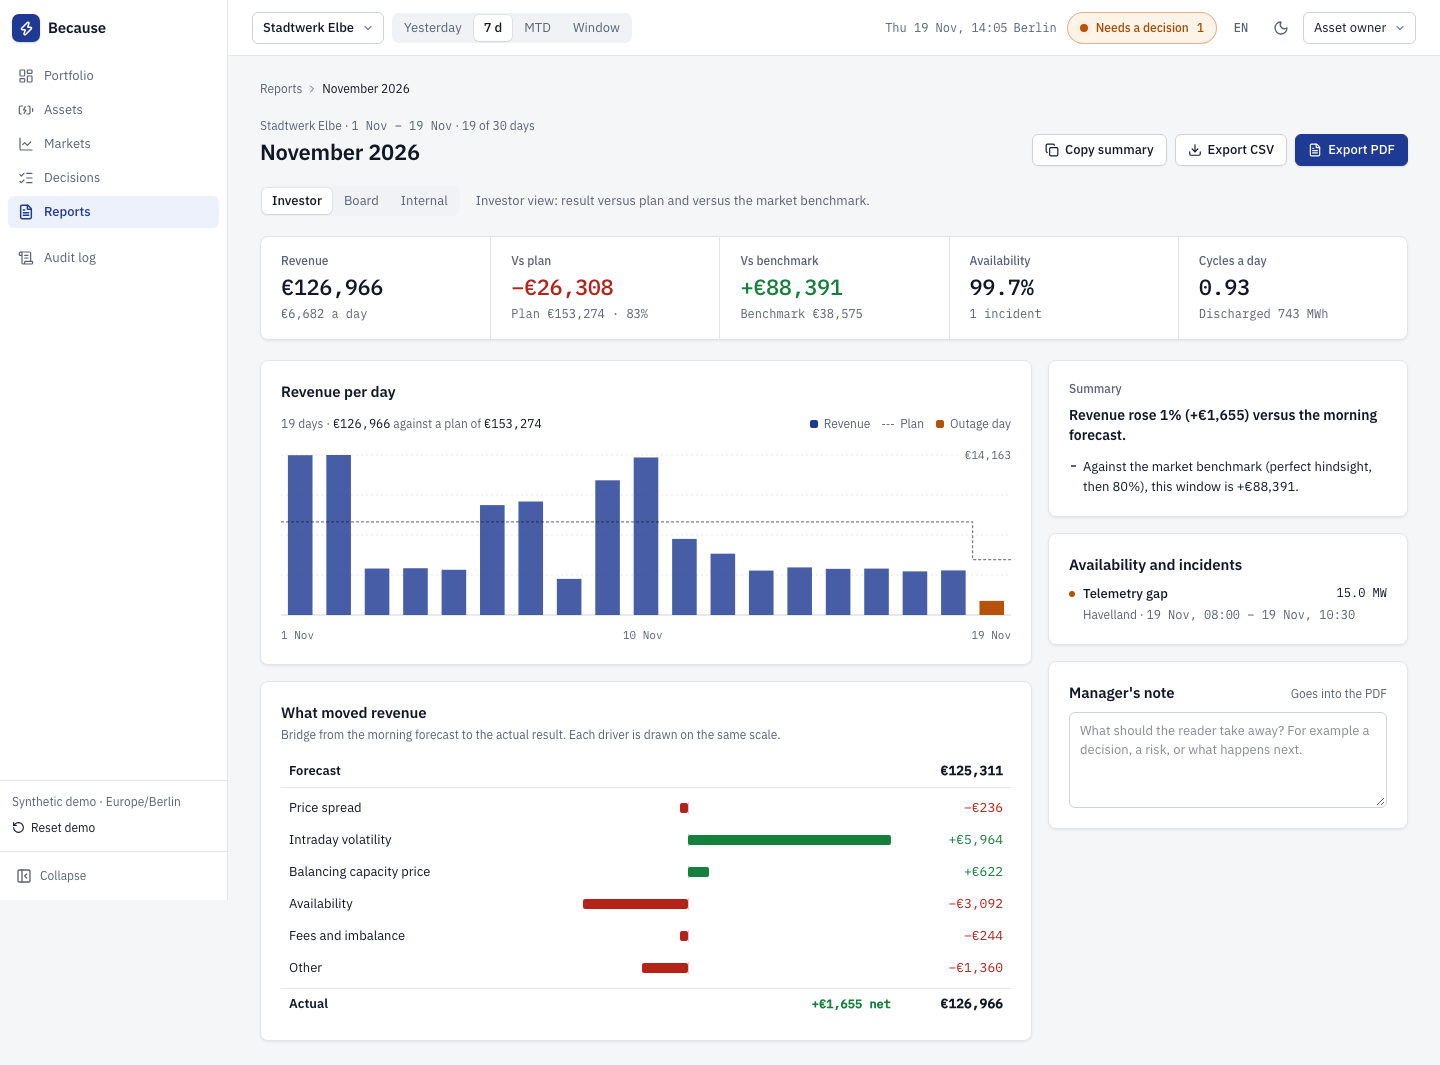 Because
Portfolio
Assets
Markets
Decisions
Reports
Audit log
Synthetic demo · Europe/Berlin
Reset demo
Collapse
Stadtwerk Elbe
Yesterday
7 d
MTD
Window
Thu 19 Nov, 14:05 Berlin
Needs a decision 1
EN
Asset owner
Reports > November 2026
Stadtwerk Elbe · 1 Nov – 19 Nov · 19 of 30 days
November 2026
Copy summary
Export CSV
Export PDF
Investor
Board
Internal
Investor view: result versus plan and versus the market benchmark.
Revenue
€126,966
€6,682 a day
Vs plan
−€26,308
Plan €153,274 · 83%
Vs benchmark
+€88,391
Benchmark €38,575
Availability
99.7%
1 incident
Cycles a day
0.93
Discharged 743 MWh
Revenue per day
19 days · €126,966 against a plan of €153,274
Revenue
Plan
Outage day
€14,163
1 Nov
10 Nov
19 Nov
What moved revenue
Bridge from the morning forecast to the actual result. Each driver is drawn on the same scale.
Forecast €125,311
Price spread −€236
Intraday volatility +€5,964
Balancing capacity price +€622
Availability −€3,092
Fees and imbalance −€244
Other −€1,360
Actual +€1,655 net €126,966
Summary
Revenue rose 1% (+€1,655) versus the morning
forecast.
– Against the market benchmark (perfect hindsight,
then 80%), this window is +€88,391.
Availability and incidents
Telemetry gap 15.0 MW
Havelland · 19 Nov, 08:00 – 19 Nov, 10:30
Manager's note
Goes into the PDF
What should the reader take away? For example a
decision, a risk, or what happens next.